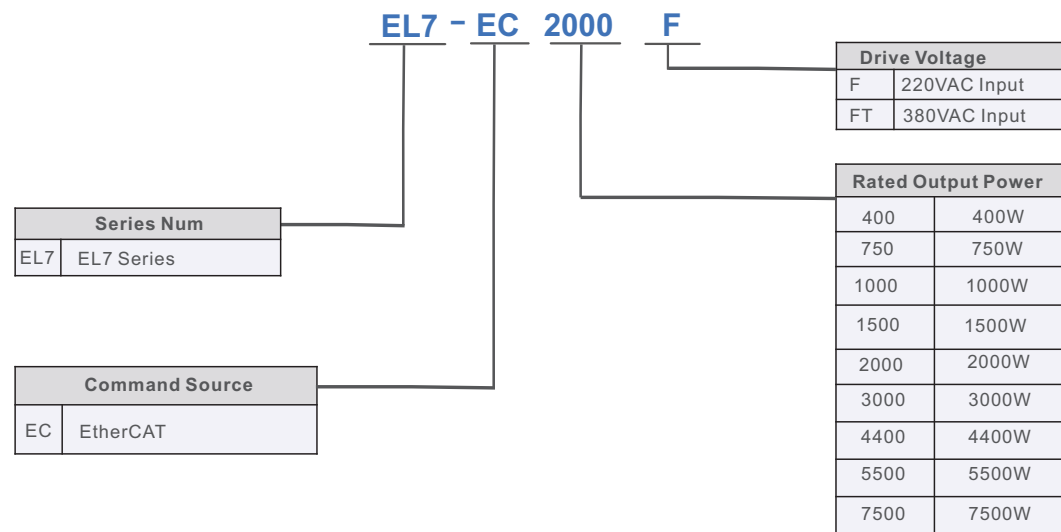 EL7 - EC 2000 F
Drive Voltage
F 220VAC Input
FT 380VAC Input
Rated Output Power
400 400W
750 750W
1000 1000W
1500 1500W
2000 2000W
3000 3000W
4400 4400W
5500 5500W
7500 7500W
Series Num
EL7 EL7 Series
Command Source
EC EtherCAT